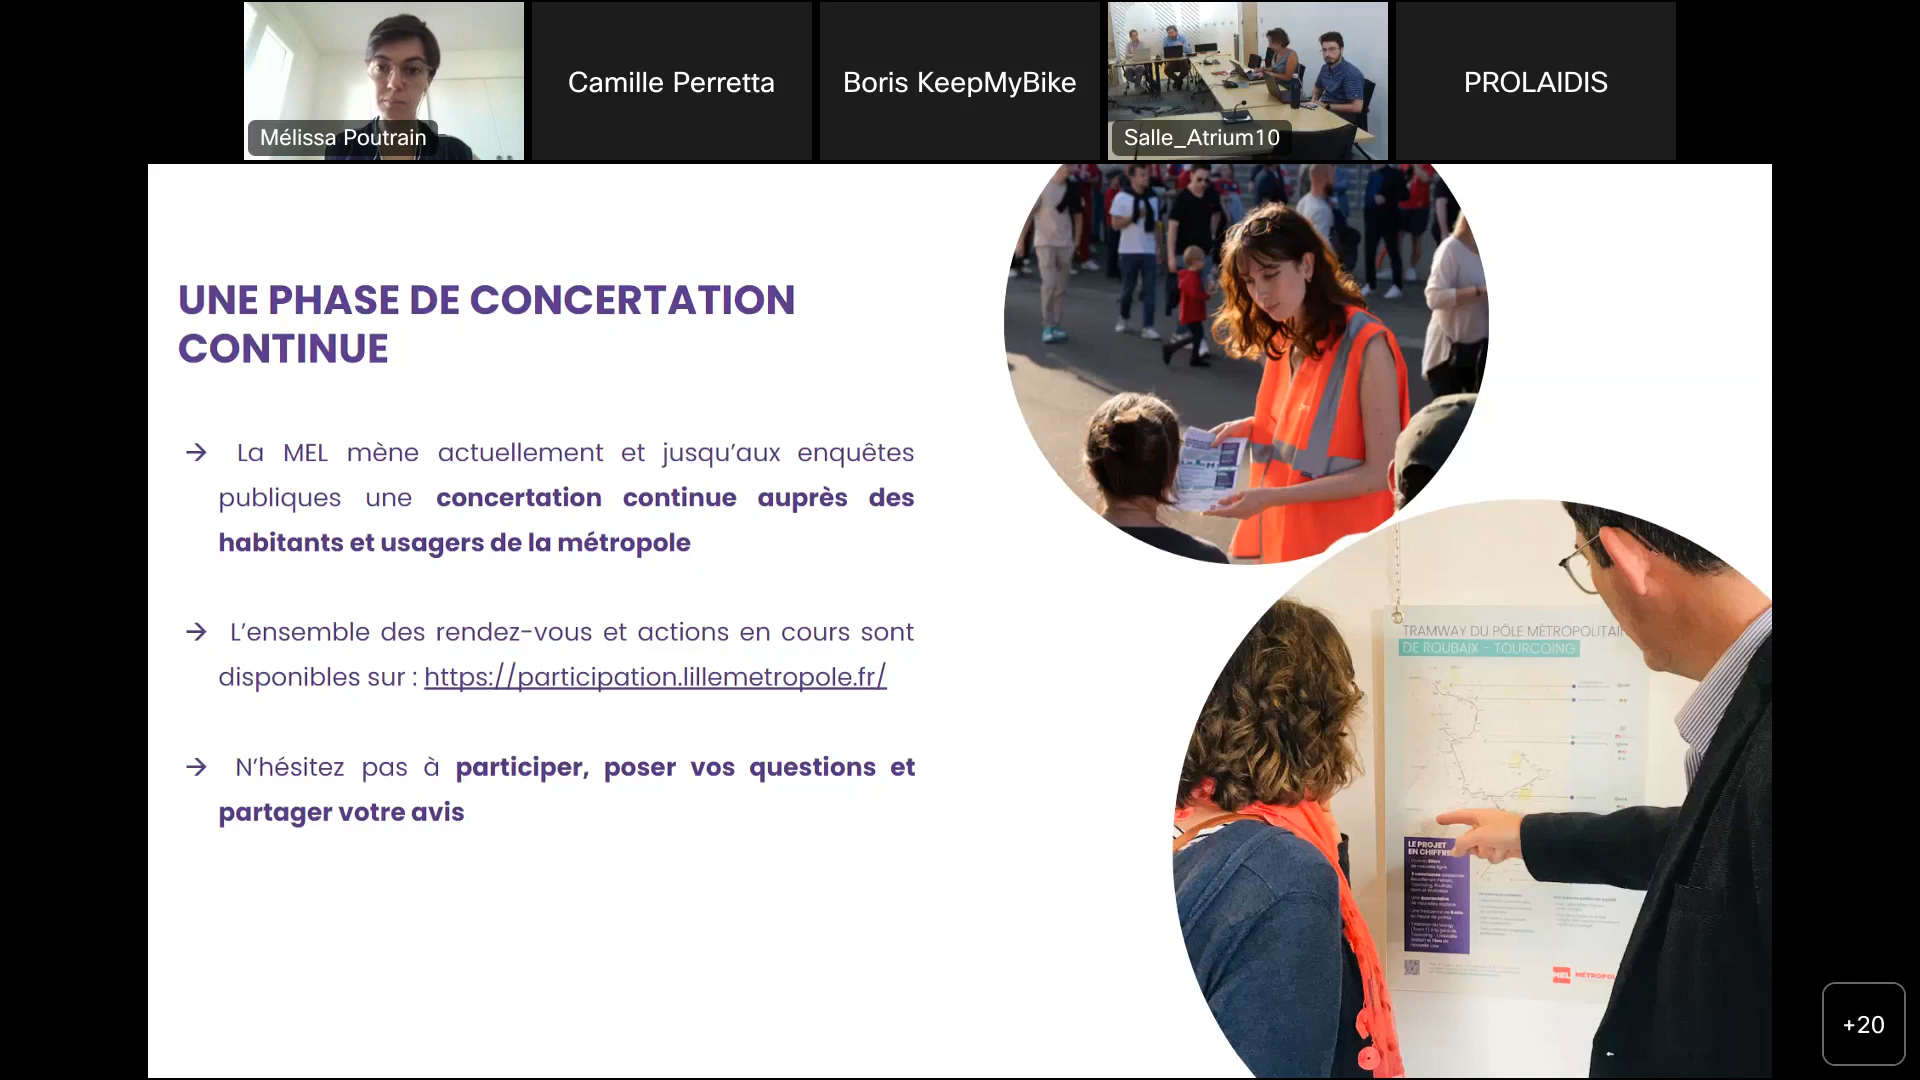 Mélissa Poutrain
Camille Perretta
Boris KeepMyBike
Salle_Atrium10
PROLAIDIS
UNE PHASE DE CONCERTATION
CONTINUE
→ La MEL mène actuellement et jusqu’aux enquêtes
publiques une concertation continue auprès des
habitants et usagers de la métropole
→ L’ensemble des rendez-vous et actions en cours sont
disponibles sur : https://participation.lillemetropole.fr/
→ N’hésitez pas à participer, poser vos questions et
partager votre avis
TRAMWAY DU PÔLE MÉTROPOLITAI
DE ROUBAIX - TOURCOING
LE PROJET
EN CHIFFRE
MEL
+20